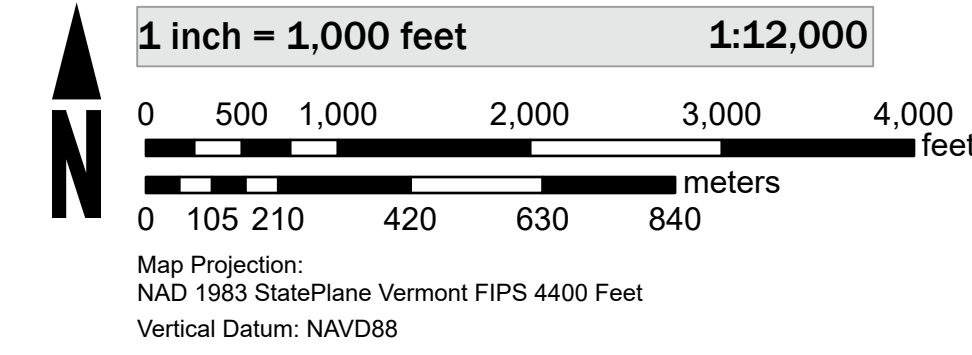 1 inch = 1,000 feet 1:12,000
0 500 1,000 2,000 3,000 4,000
feet
meters
0 105 210 420 630 840
N
Map Projection:
NAD 1983 StatePlane Vermont FIPS 4400 Feet
Vertical Datum: NAVD88